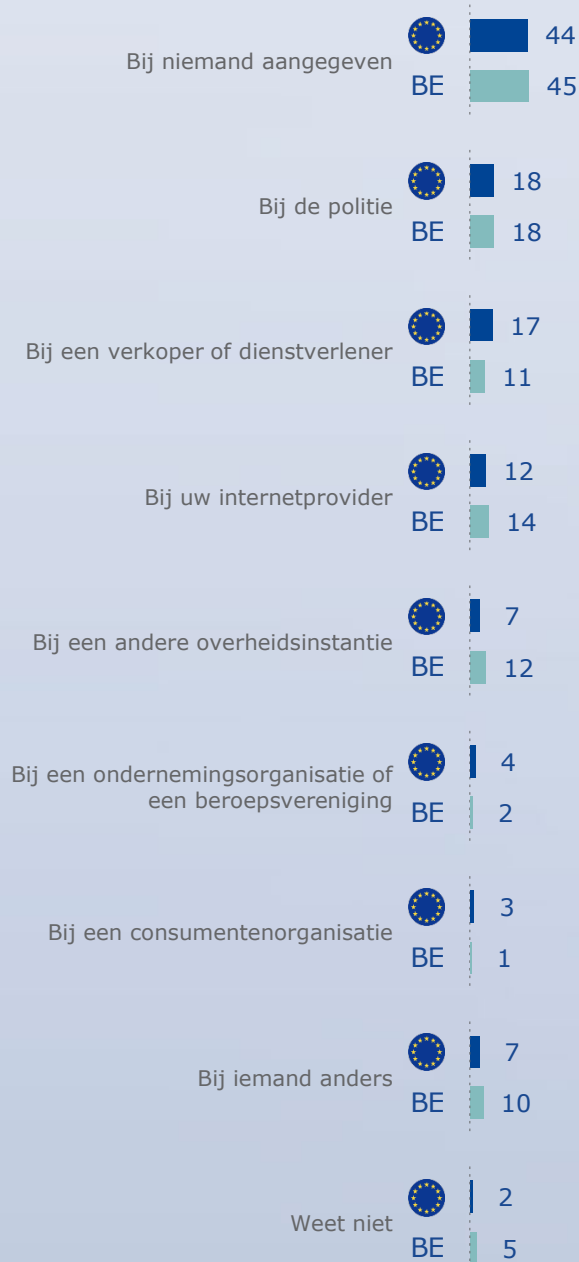 44
Bij niemand aangegeven
BE 45
18
Bij de politie
BE 18
17
Bij een verkoper of dienstverlener
BE 11
12
Bij uw internetprovider
BE 14
7
Bij een andere overheidsinstantie
BE 12
4
Bij een ondernemingsorganisatie of
een beroepsvereniging
BE 2
3
Bij een consumentenorganisatie
BE 1
7
Bij iemand anders
BE 10
2
Weet niet
BE 5